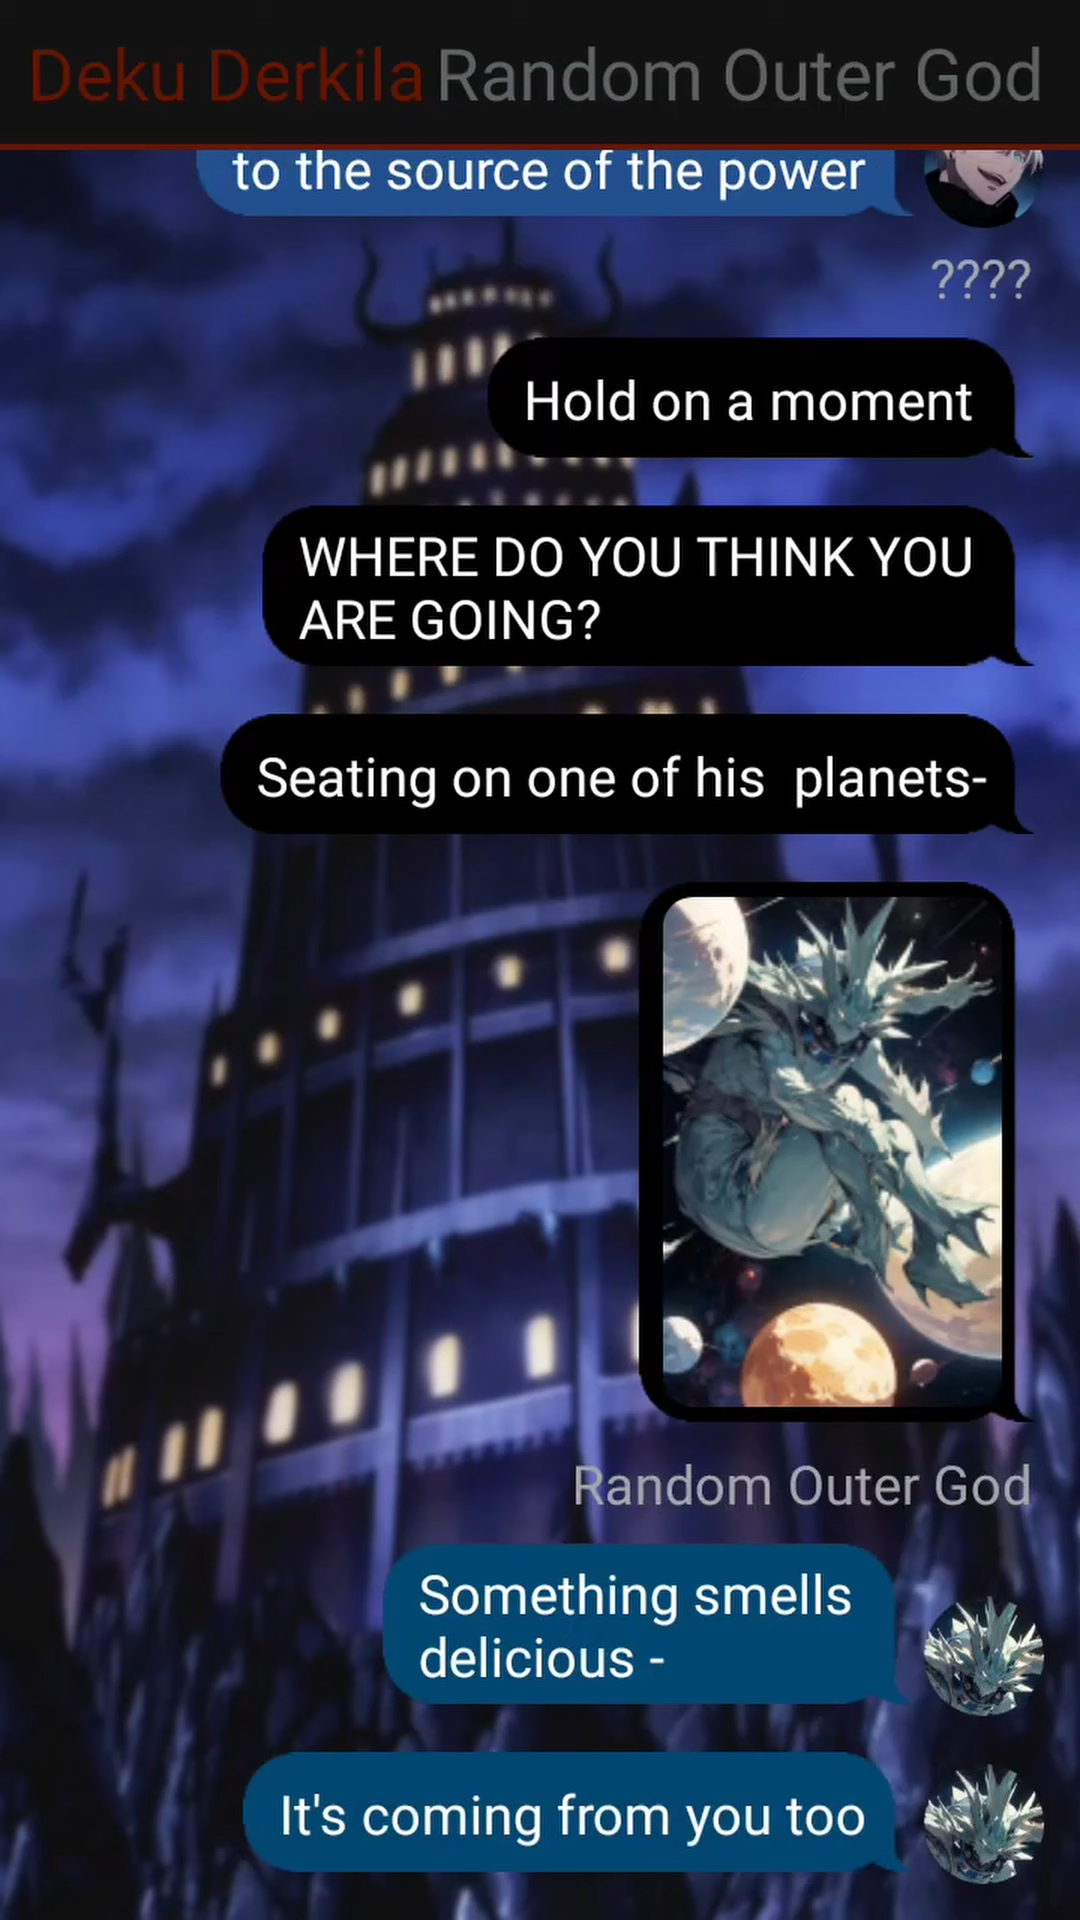 Deku Derkila Random Outer God
to the source of the power
????
Hold on a moment
WHERE DO YOU THINK YOU
ARE GOING?
Seating on one of his  planets-
Random Outer God
Something smells
delicious -
It's coming from you too